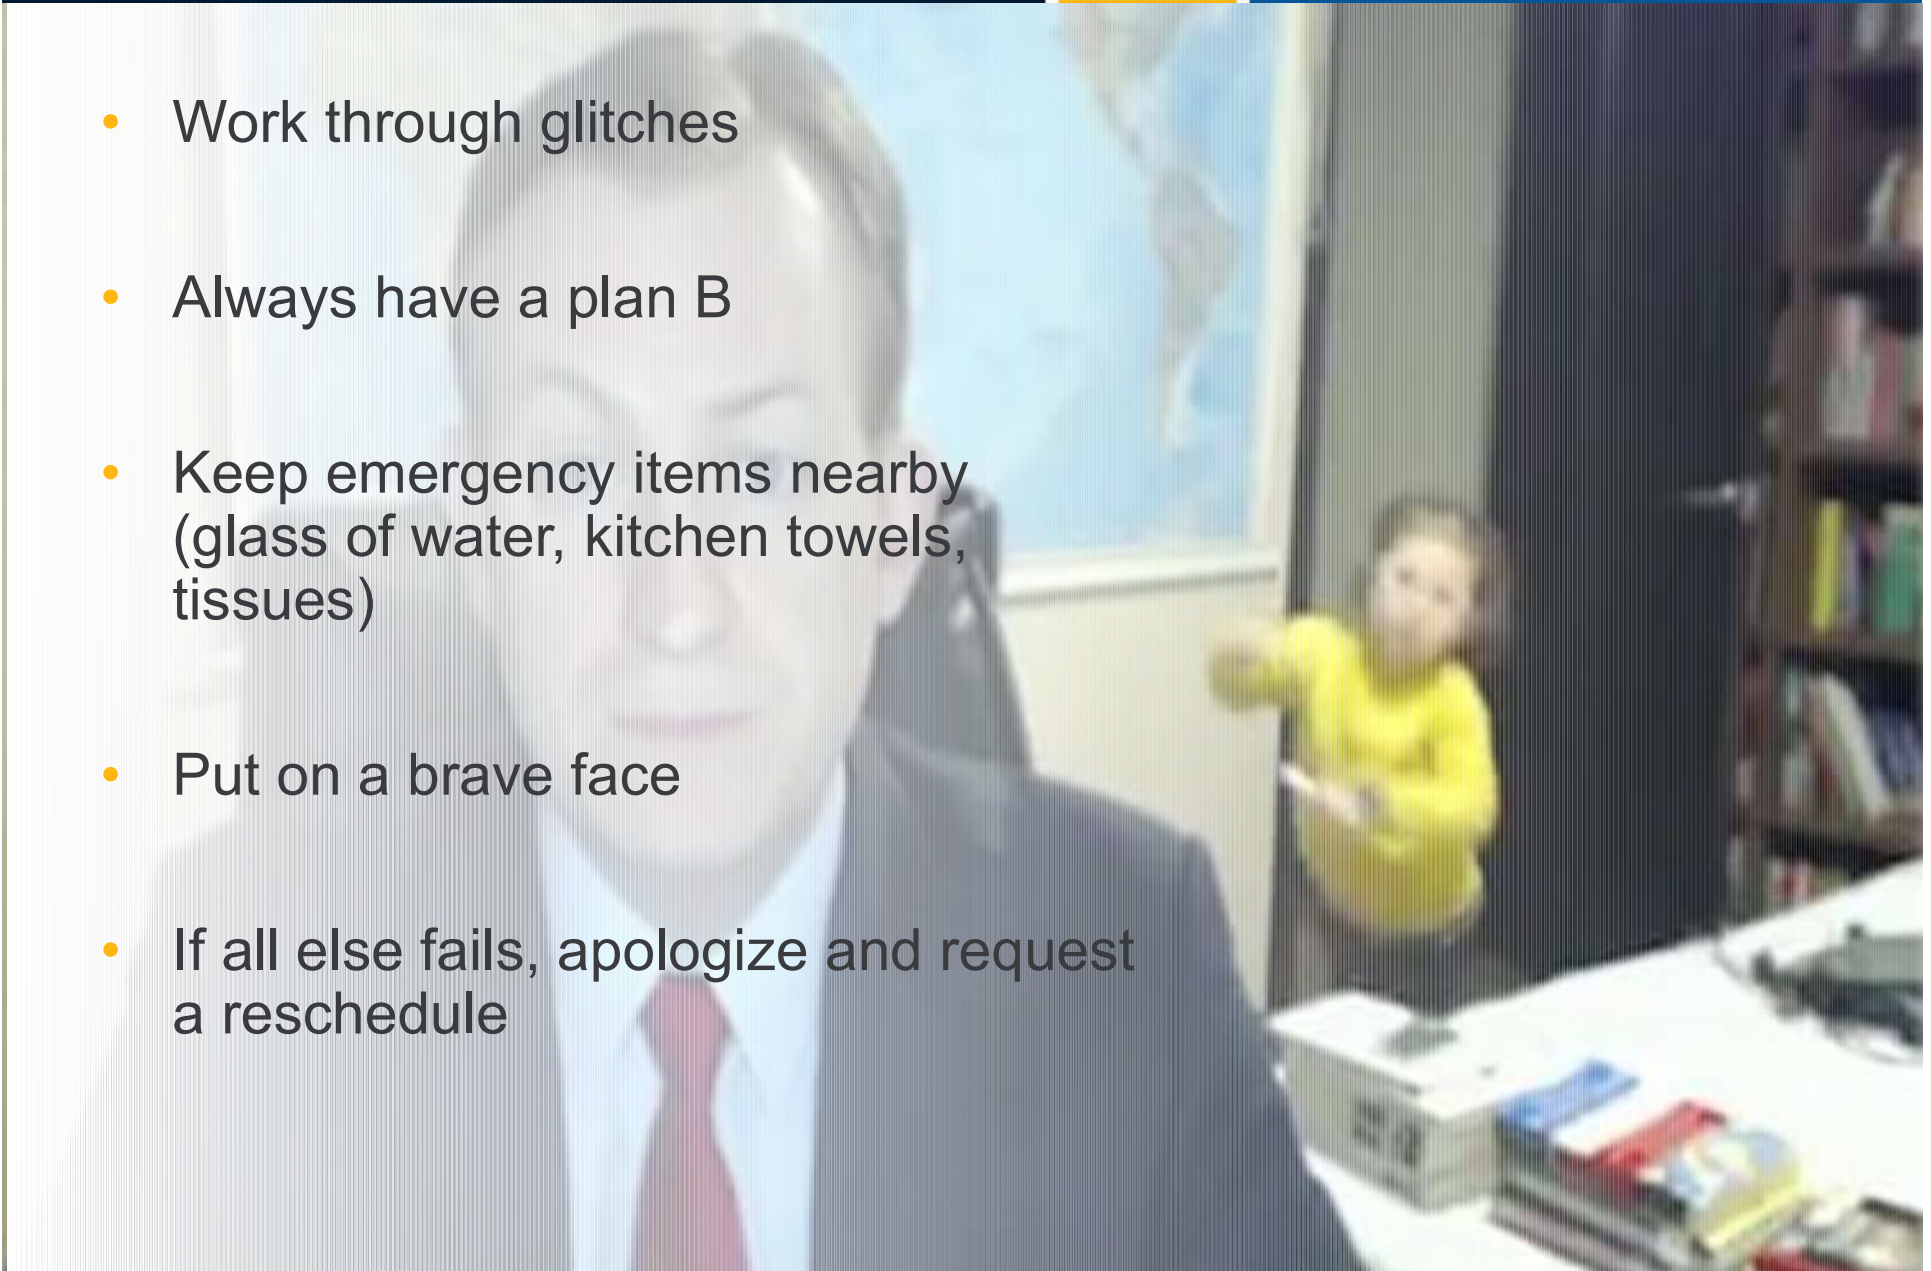 • Work through glitches
• Always have a plan B
• Keep emergency items nearby
(glass of water, kitchen towels,
tissues)
• Put on a brave face
• If all else fails, apologize and request
a reschedule